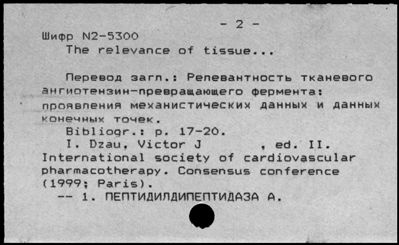 - 2 -
Шифр N2-5300
The relevance of tissue...
Перевод загл.: Релевантность тканевого
ангиотензин-превращающего фермента:
проявления механистических данных и данных
конечных точек.
Bibliogr.: p. 17-20.
I. Dzau, Victor J , ed. II.
International society of cardiovascular
pharmacotherapy. Consensus conference
(1999; Paris).
-- 1. ПЕПТИДИЛДИПЕПТИДАЗА А.